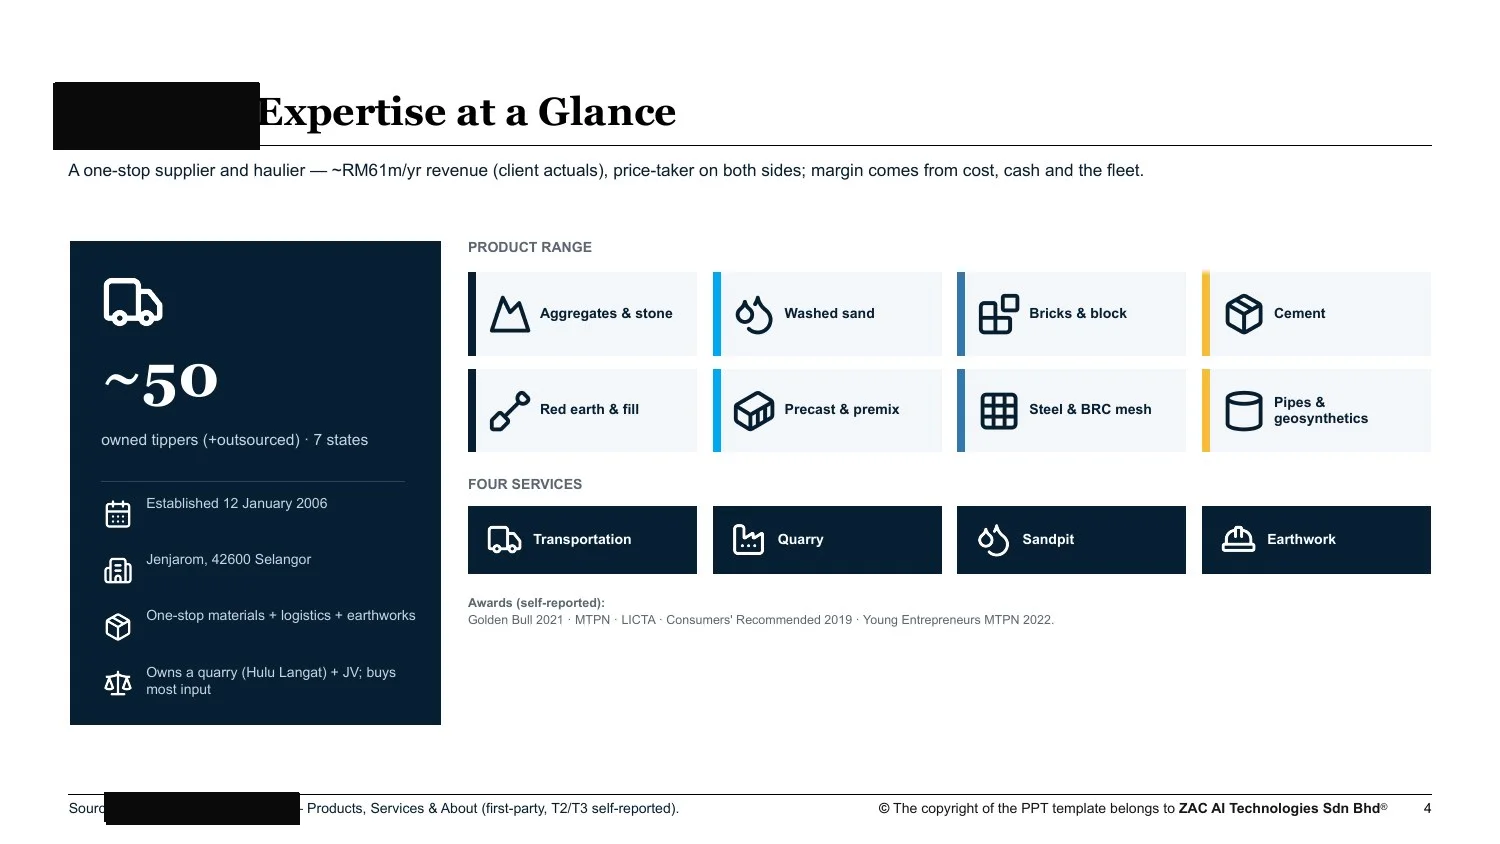 Expertise at a Glance
A one-stop supplier and haulier — ~RM61m/yr revenue (client actuals), price-taker on both sides; margin comes from cost, cash and the fleet.
~50
owned tippers (+outsourced) · 7 states
Established 12 January 2006
Jenjarom, 42600 Selangor
One-stop materials + logistics + earthworks
Owns a quarry (Hulu Langat) + JV; buys
most input
PRODUCT RANGE
Aggregates & stone
Washed sand
Bricks & block
Cement
Red earth & fill
Precast & premix
Steel & BRC mesh
Pipes &
geosynthetics
FOUR SERVICES
Transportation
Quarry
Sandpit
Earthwork
Awards (self-reported):
Golden Bull 2021 · MTPN · LICTA · Consumers' Recommended 2019 · Young Entrepreneurs MTPN 2022.
Products, Services & About (first-party, T2/T3 self-reported).
© The copyright of the PPT template belongs to ZAC AI Technologies Sdn Bhd®
4